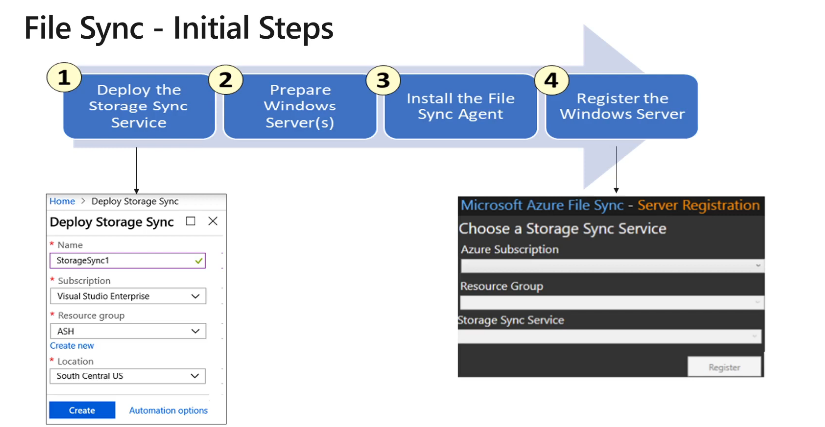 File Sync - Initial Steps
1
Deploy the
Storage Sync
Service
2
Prepare
Windows
Server(s)
3
Install the File
Sync Agent
4
Register the
Windows Server
Home > Deploy Storage Sync
Deploy Storage Sync
* Name
StorageSync1
* Subscription
Visual Studio Enterprise
* Resource group
ASH
Create new
* Location
South Central US
Create
Automation options
Microsoft Azure File Sync - Server Registration
Choose a Storage Sync Service
Azure Subscription
Resource Group
Storage Sync Service
Register